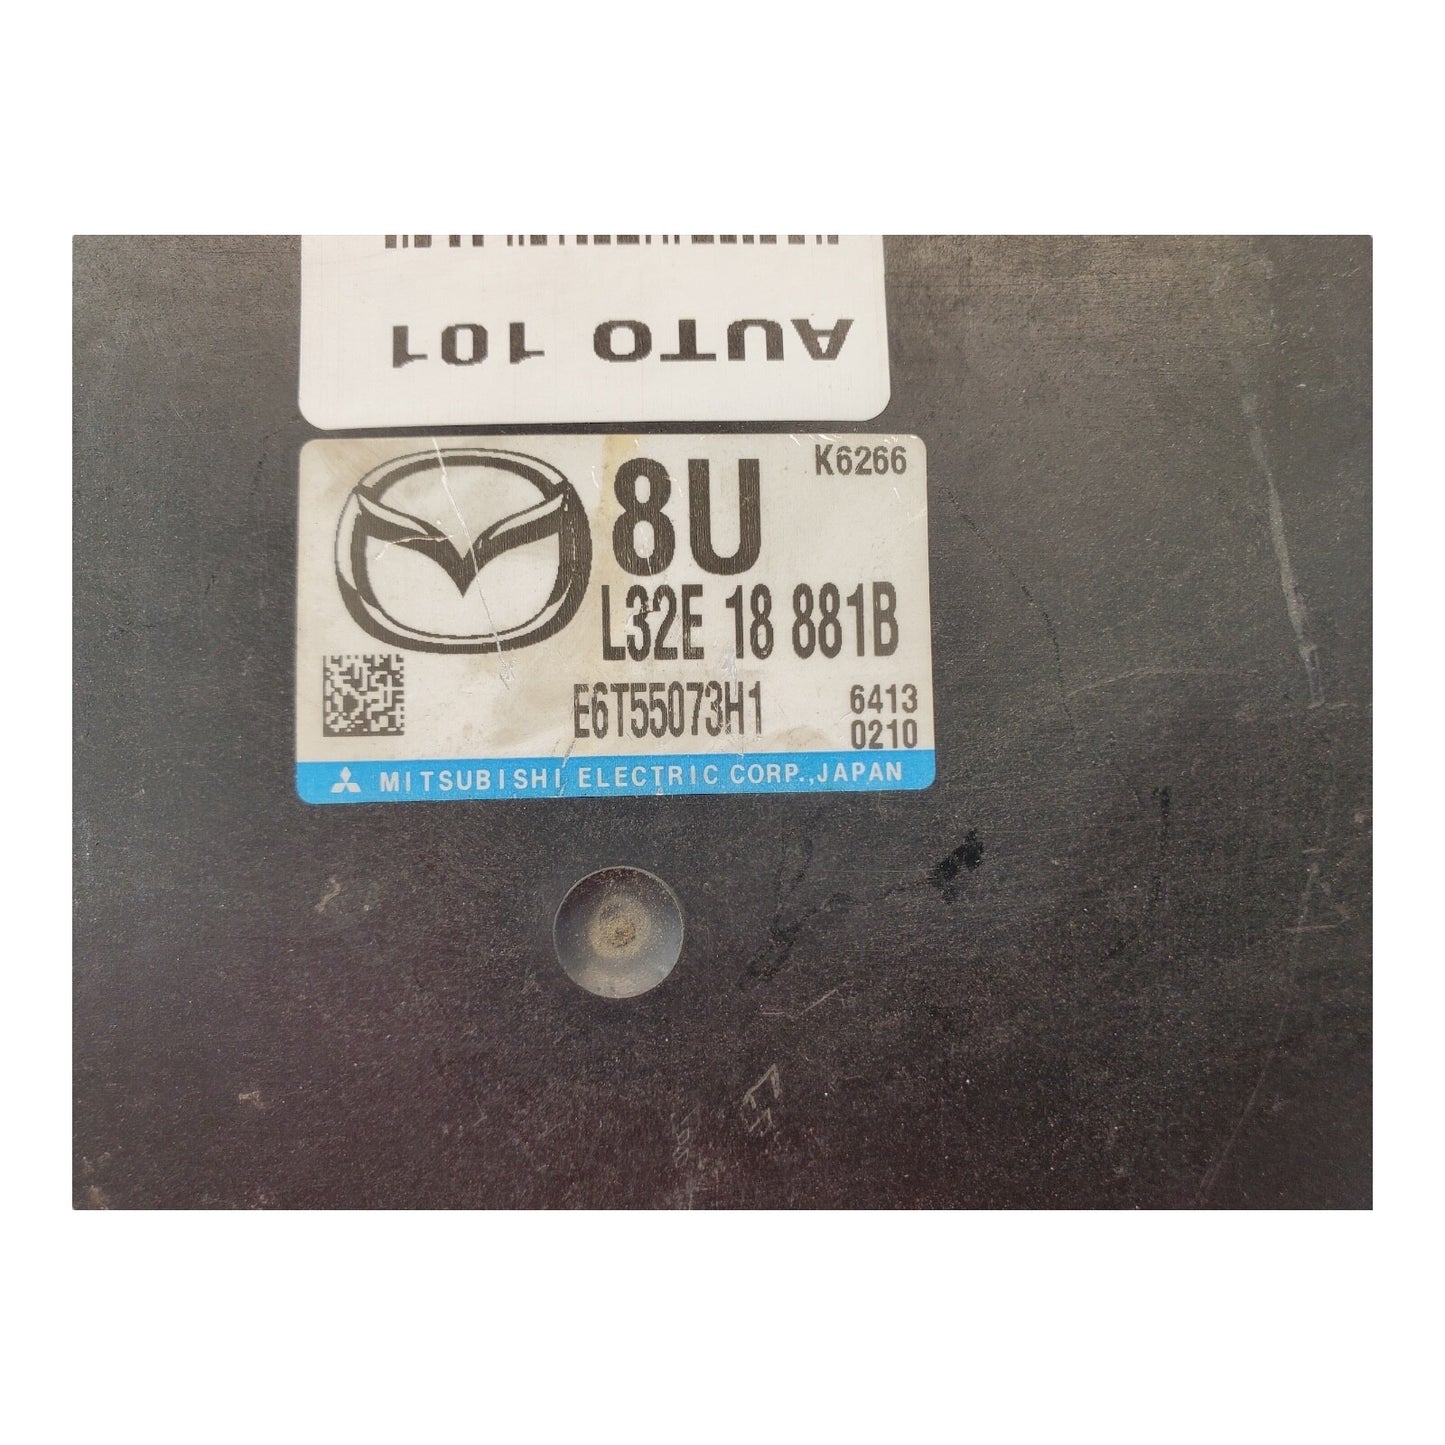 AUTO 101
8U
K6266
L32E 18 881B
E6T55073H1
6413
0210
MITSUBISHI ELECTRIC CORP.,JAPAN